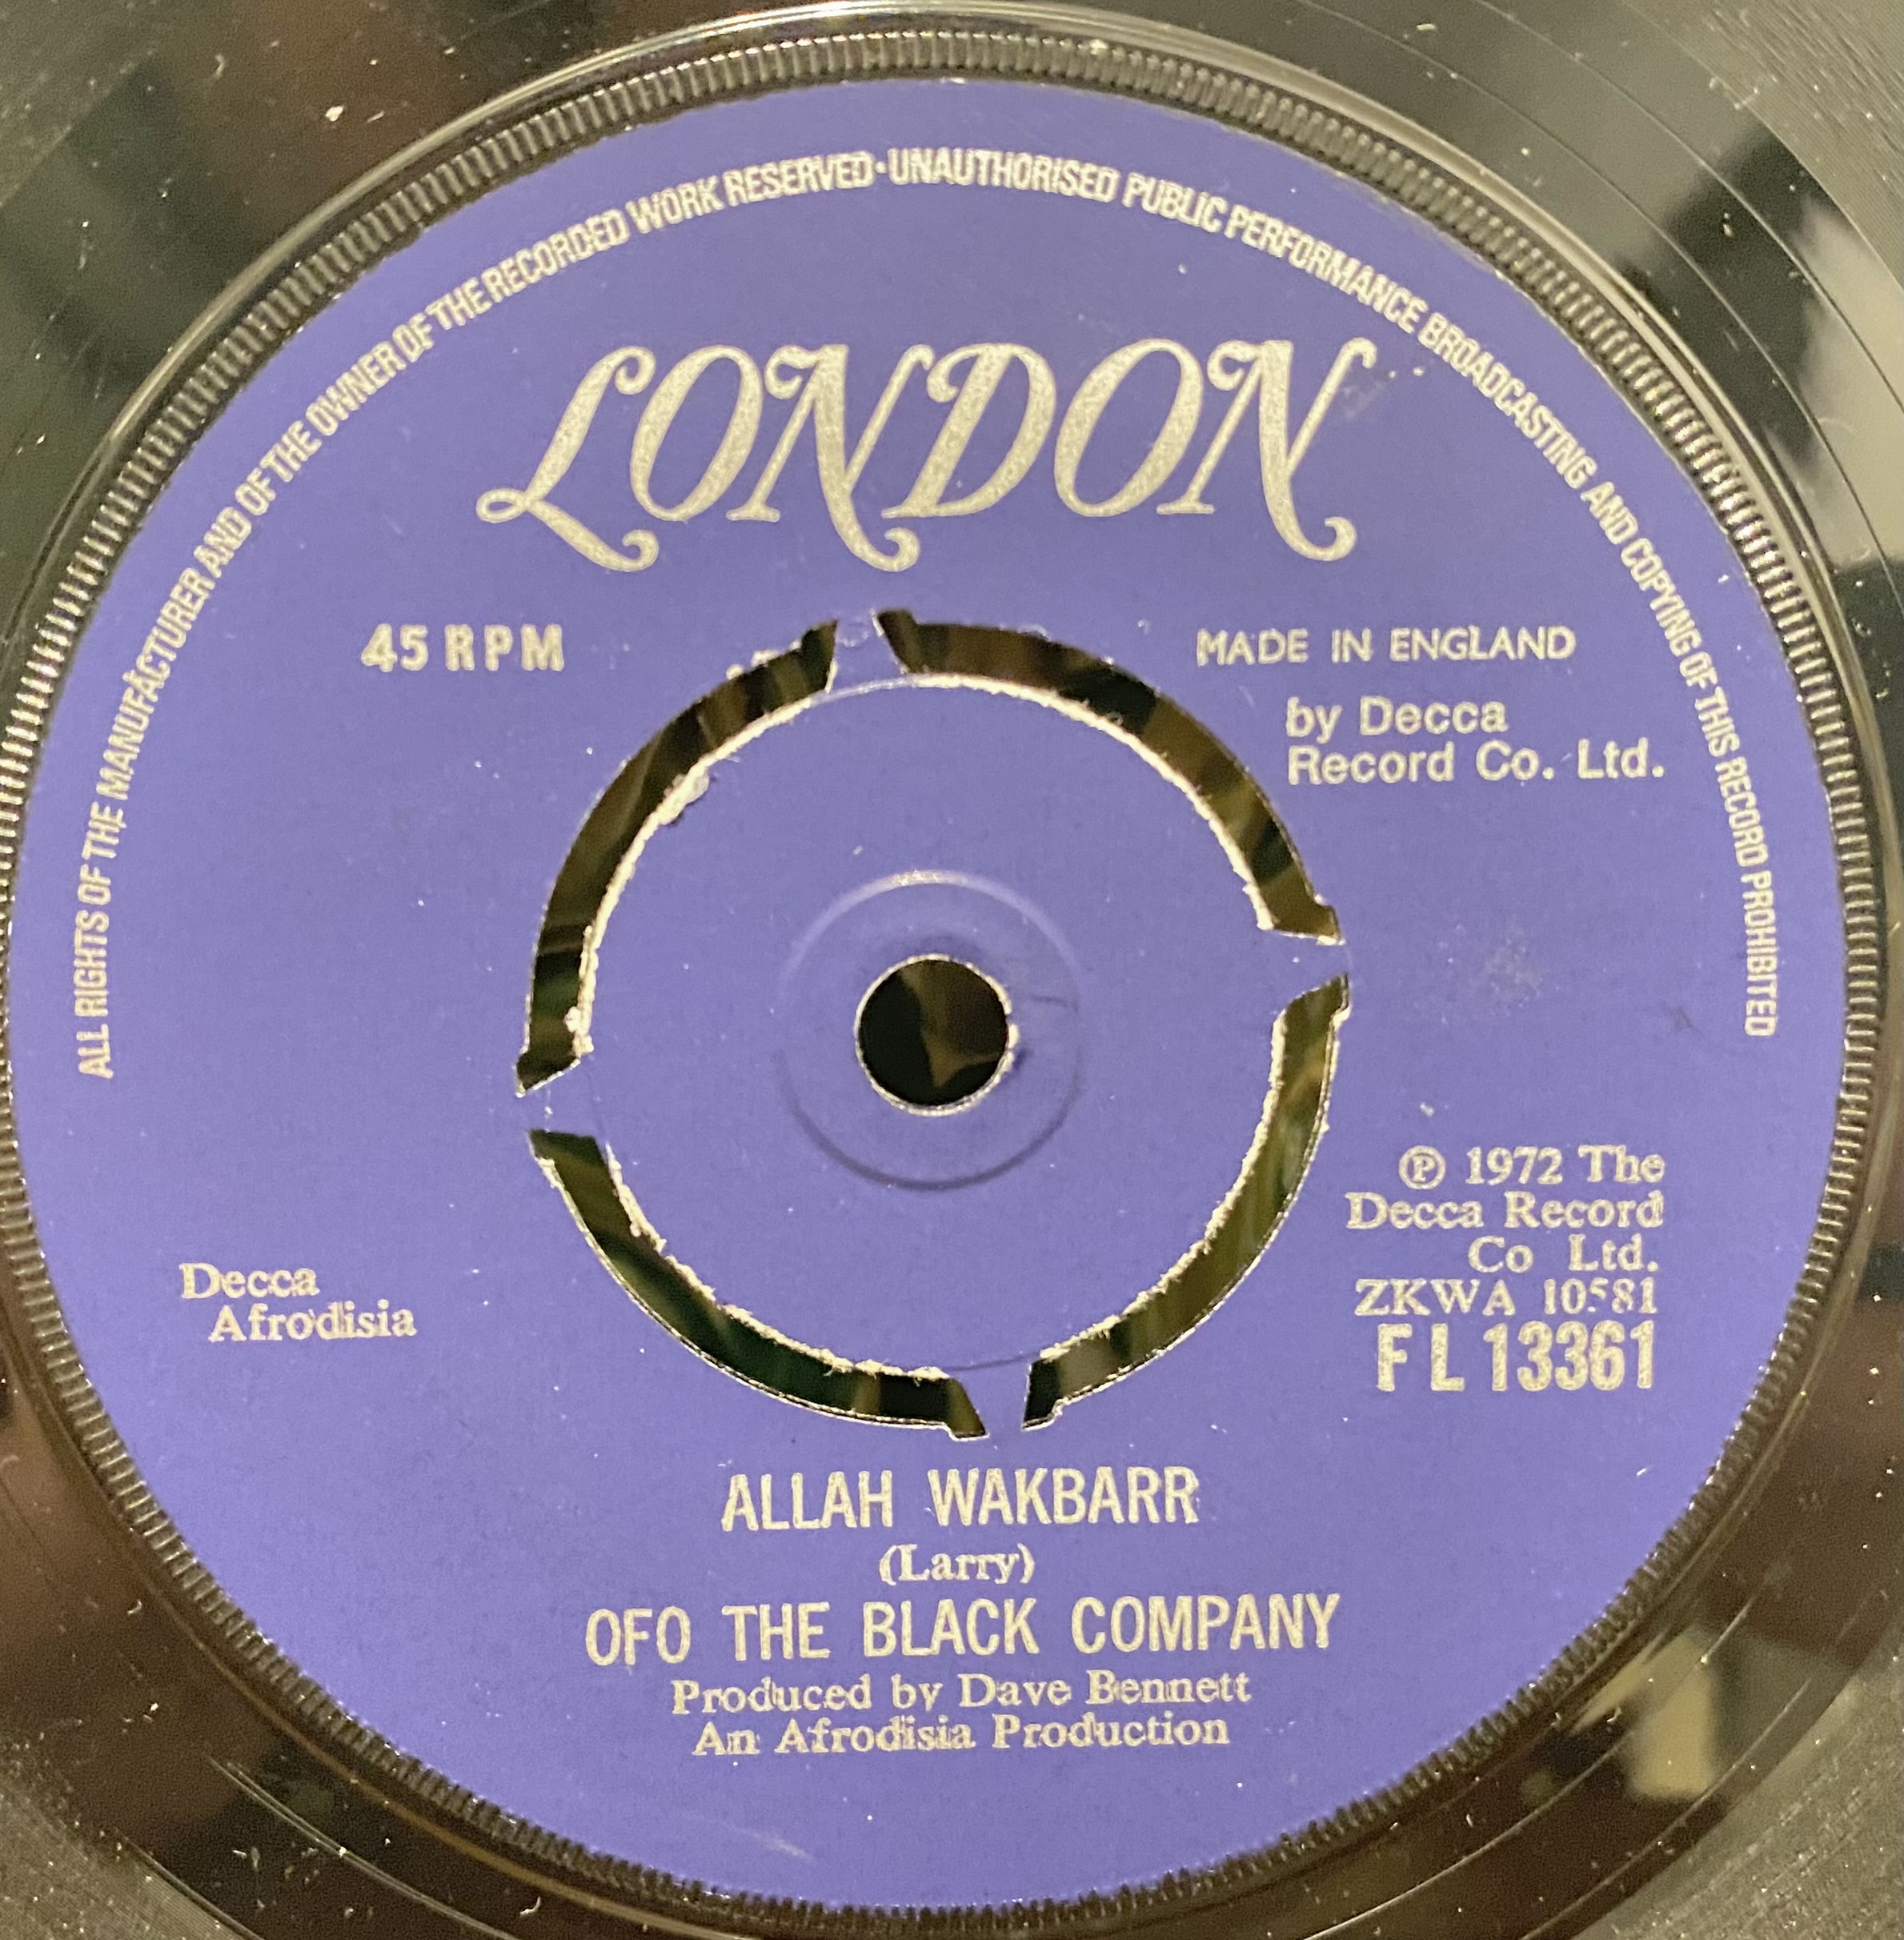 ALL RIGHTS OF THE MANUFACTURER AND OF THE OWNER OF THE RECORDED WORK RESERVED·UNAUTHORISED PUBLIC PERFORMANCE BROADCASTING AND COPYING OF THIS RECORD PROHIBITED
LONDON
45 RPM
MADE IN ENGLAND
by Decca
Record Co. Ltd.
℗ 1972 The
Decca Record
Co Ltd.
ZKWA 10581
FL 13361
Decca
Afrodisia
ALLAH WAKBARR
(Larry)
OFO THE BLACK COMPANY
Produced by Dave Bennett
An Afrodisia Production